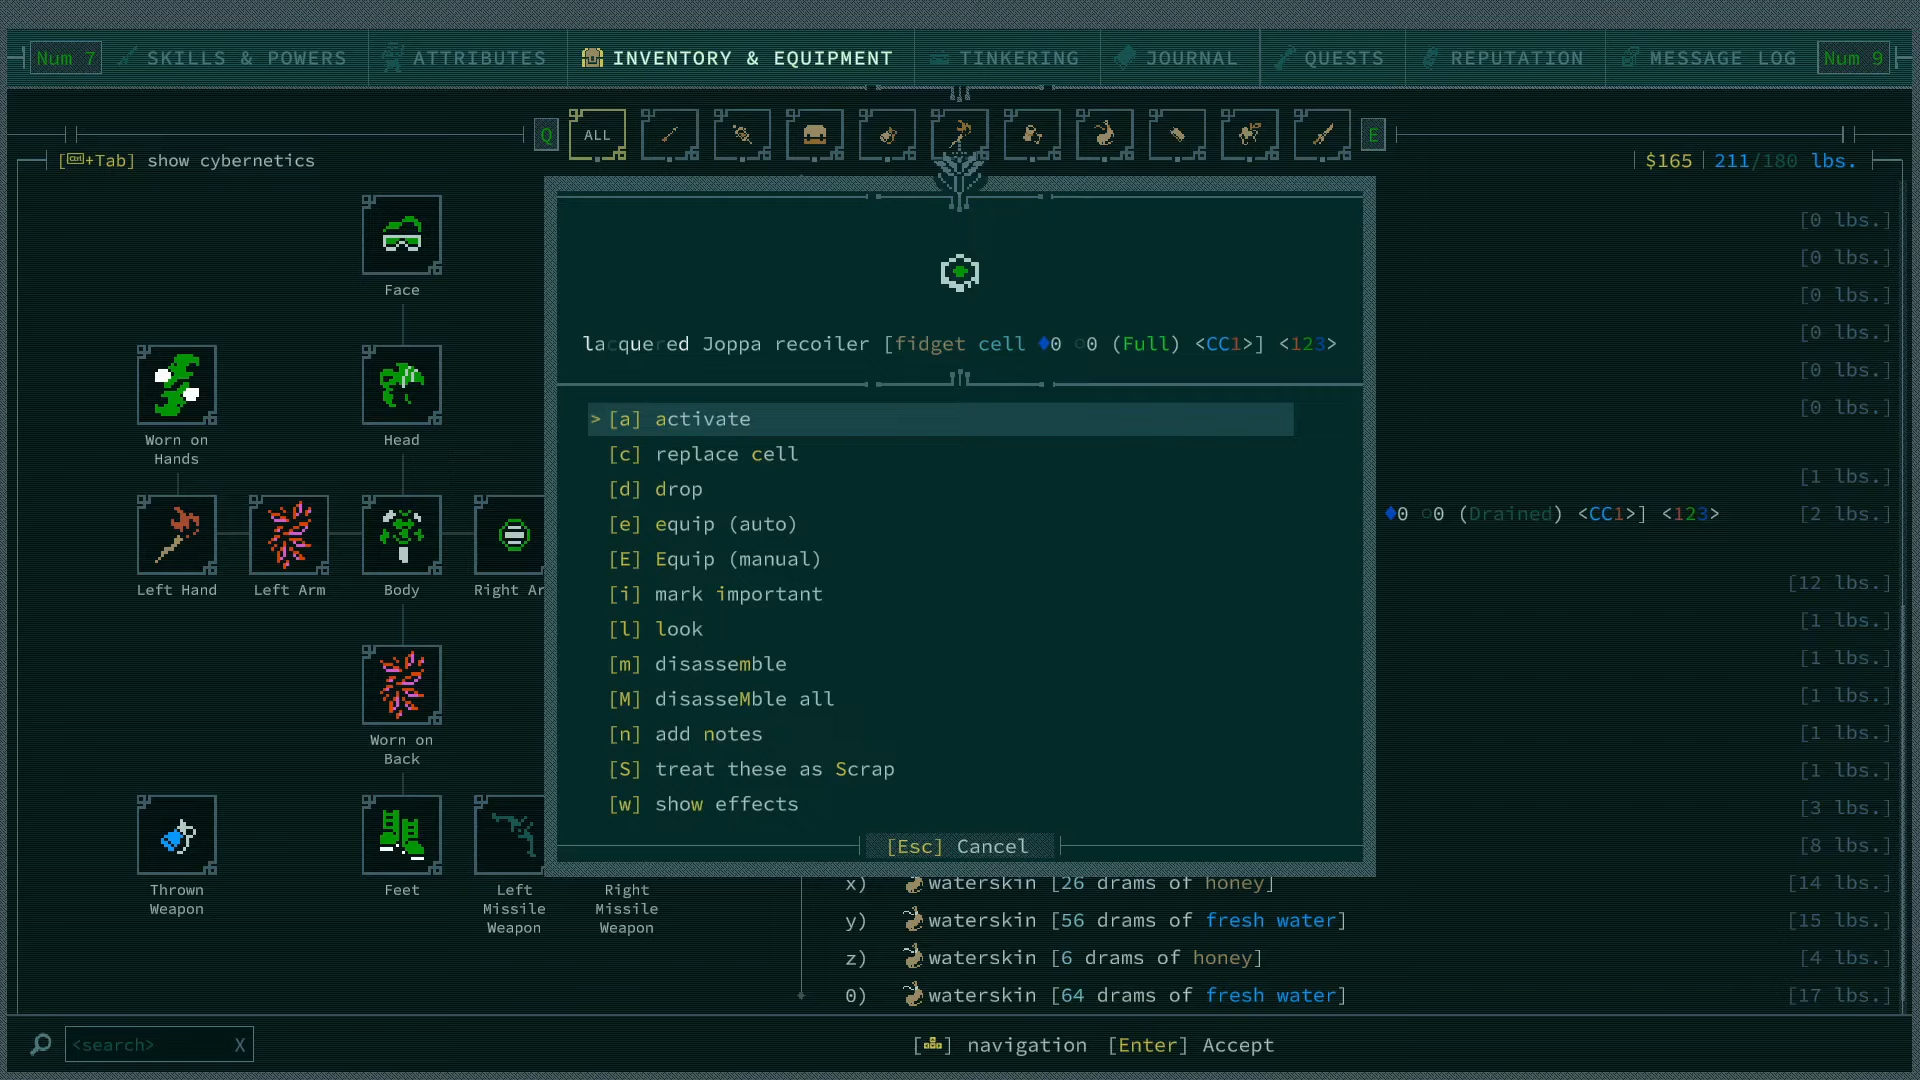 Num 7 SKILLS & POWERS ATTRIBUTES INVENTORY & EQUIPMENT TINKERING JOURNAL QUESTS REPUTATION MESSAGE LOG Num 9
Q ALL E
[Ctrl+Tab] show cybernetics
$165 211/180 lbs.
Face
Worn on Hands
Head
Left Hand
Left Arm
Body
Right Ar
Worn on Back
Thrown Weapon
Feet
Left Missile Weapon
Right Missile Weapon
lacquered Joppa recoiler [fidget cell ♦0 ○0 (Full) <CC1>] <123>
> [a] activate
[c] replace cell
[d] drop
[e] equip (auto)
[E] Equip (manual)
[i] mark important
[l] look
[m] disassemble
[M] disasseMble all
[n] add notes
[S] treat these as Scrap
[w] show effects
[Esc] Cancel
[0 lbs.]
[0 lbs.]
[0 lbs.]
[0 lbs.]
[0 lbs.]
[0 lbs.]
[1 lbs.]
♦0 ○0 (Drained) <CC1>] <123> [2 lbs.]
[12 lbs.]
[1 lbs.]
[1 lbs.]
[1 lbs.]
[1 lbs.]
[1 lbs.]
[3 lbs.]
[8 lbs.]
x) waterskin [26 drams of honey] [14 lbs.]
y) waterskin [56 drams of fresh water] [15 lbs.]
z) waterskin [6 drams of honey] [4 lbs.]
0) waterskin [64 drams of fresh water] [17 lbs.]
<search> X
navigation [Enter] Accept